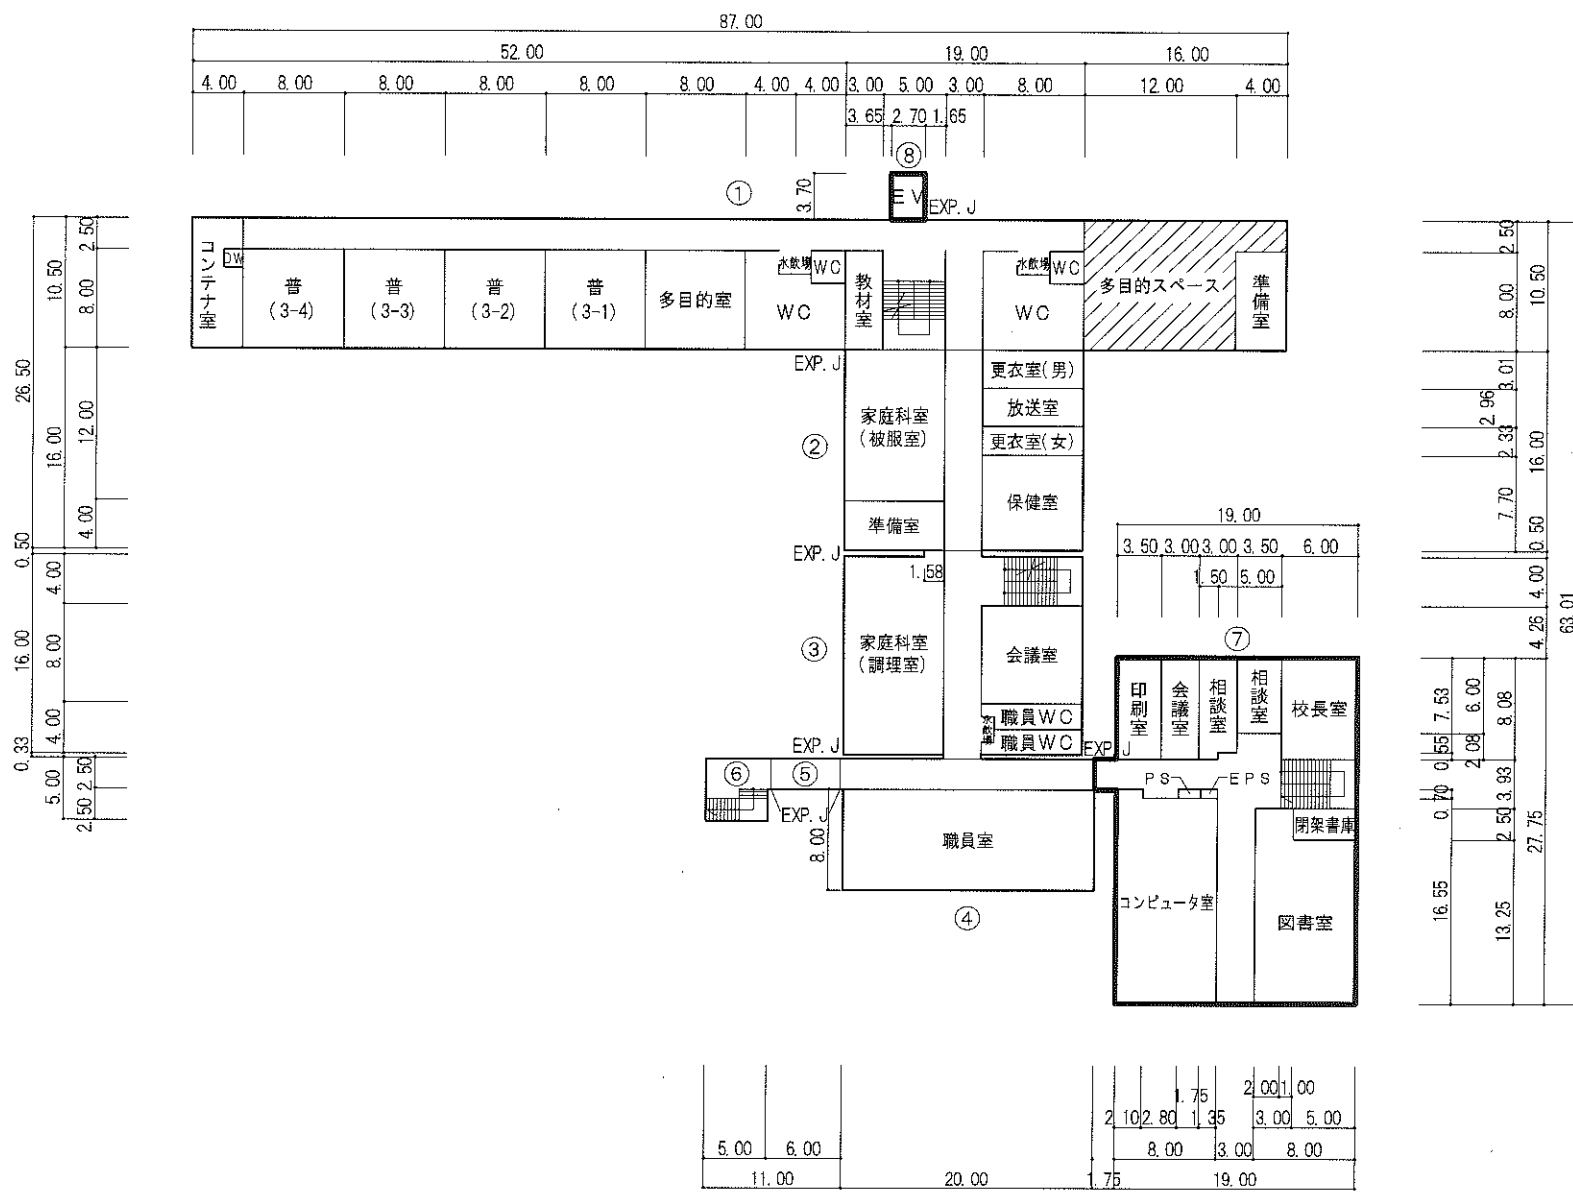 87.00
52.00 19.00 16.00
4.00 8.00 8.00 8.00 8.00 8.00 4.00 4.00 3.00 5.00 3.00 8.00 12.00 4.00
3.65 2.70 1.65
⑧
①
3.70
EV
EXP.J
コンテナ室
DW
普
(3-4)
普
(3-3)
普
(3-2)
普
(3-1)
多目的室
水飲場
WC
WC
教材室
水飲場
WC
WC
多目的スペース
準備室
EXP.J
更衣室(男)
放送室
更衣室(女)
保健室
家庭科室
(被服室)
②
準備室
EXP.J
1.58
③
家庭科室
(調理室)
会議室
職員WC
水飲場
職員WC
EXP.J
EXP.J
⑥
⑤
EXP.J
8.00
職員室
④
19.00
3.50 3.00 3.00 3.50 6.00
1.50 5.00
⑦
印刷室
会議室
相談室
相談室
校長室
PS
EPS
閉架書庫
コンピュータ室
図書室
26.50
0.50
16.00
0.33
10.50
16.00
5.00
2.50
8.00
12.00
4.00
4.00
8.00
4.00
2.50
2.50
2.50
8.00
10.50
3.01
2.96
2.33
7.70
16.00
0.50
4.00
4.26
63.01
7.53
6.00
8.08
0.55
2.08
0.70
3.93
2.50
27.75
16.55
13.25
1.75 2.00 1.00
2.10 2.80 1.35 3.00 5.00
5.00 6.00 8.00 3.00 8.00
11.00 20.00 1.75 19.00